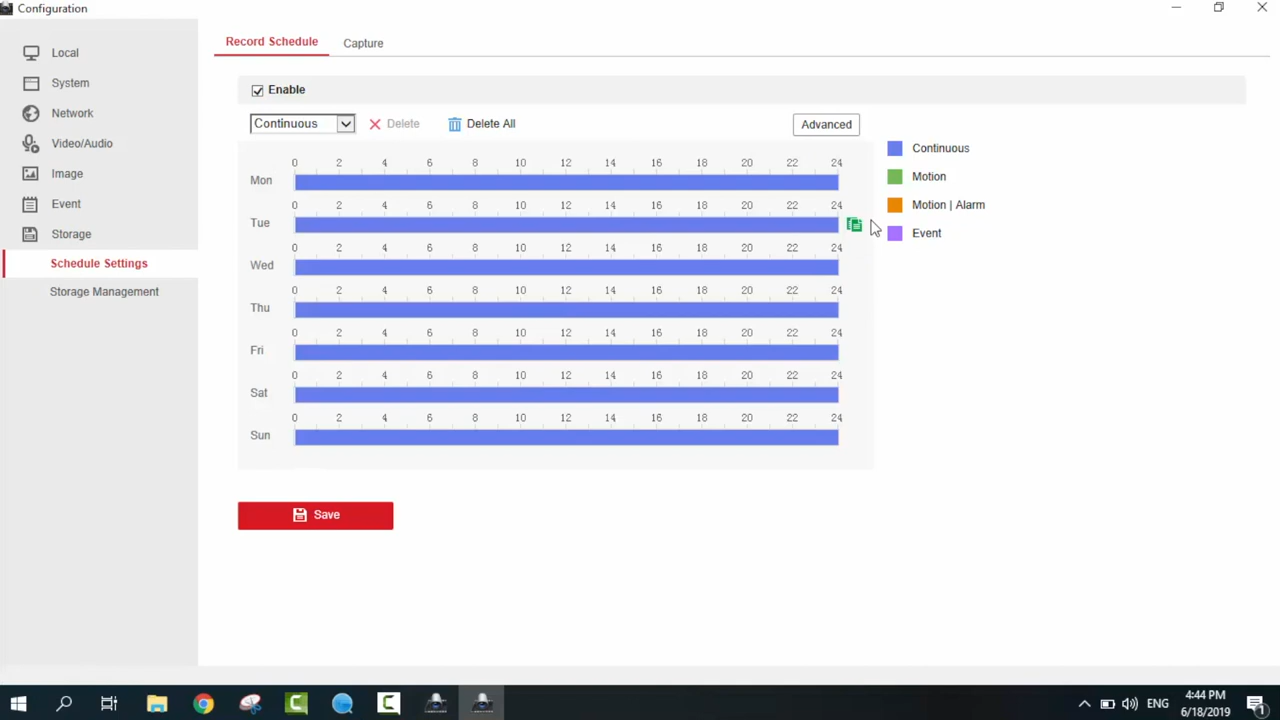 Configuration
Local
System
Network
Video/Audio
Image
Event
Storage
Schedule Settings
Storage Management
Record Schedule Capture
Enable
Continuous Delete Delete All Advanced
0 2 4 6 8 10 12 14 16 18 20 22 24
Mon
0 2 4 6 8 10 12 14 16 18 20 22 24
Tue
0 2 4 6 8 10 12 14 16 18 20 22 24
Wed
0 2 4 6 8 10 12 14 16 18 20 22 24
Thu
0 2 4 6 8 10 12 14 16 18 20 22 24
Fri
0 2 4 6 8 10 12 14 16 18 20 22 24
Sat
0 2 4 6 8 10 12 14 16 18 20 22 24
Sun
Continuous
Motion
Motion | Alarm
Event
Save
ENG
4:44 PM
6/18/2019
1